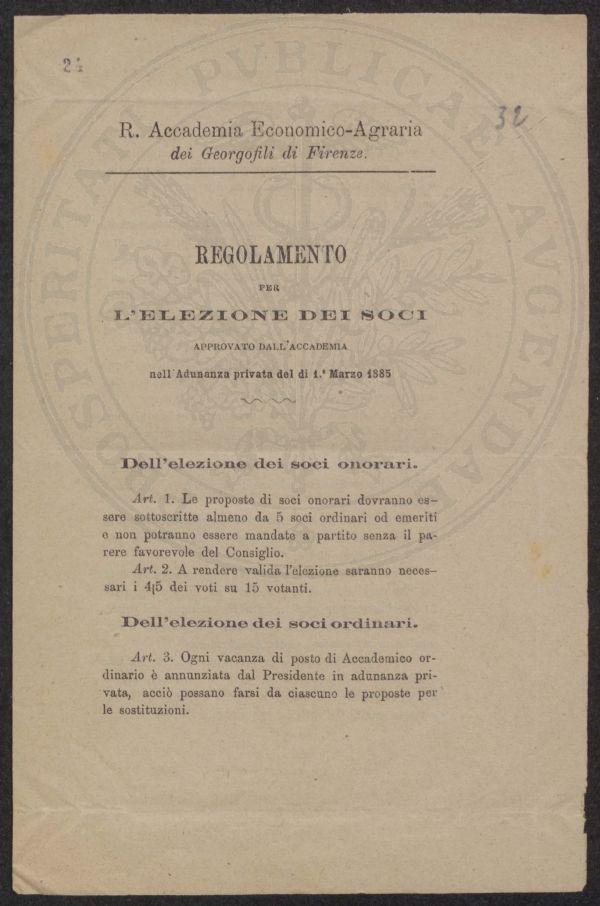 24
32
R. Accademia Economico-Agraria
dei Georgofili di Firenze.
REGOLAMENTO
PER
L'ELEZIONE DEI SOCI
APPROVATO DALL'ACCADEMIA
nell'Adunanza privata del dì 1.° Marzo 1885
Dell'elezione dei soci onorari.
Art. 1. Le proposte di soci onorari dovranno es-
sere sottoscritte almeno da 5 soci ordinari od emeriti
e non potranno essere mandate a partito senza il pa-
rere favorevole del Consiglio.
Art. 2. A rendere valida l'elezione saranno neces-
sari i 4|5 dei voti su 15 votanti.
Dell'elezione dei soci ordinari.
Art. 3. Ogni vacanza di posto di Accademico or-
dinario è annunziata dal Presidente in adunanza pri-
vata, acciò possano farsi da ciascuno le proposte per
le sostituzioni.
PROSPERITATI PVBLICAE AVGENDAE